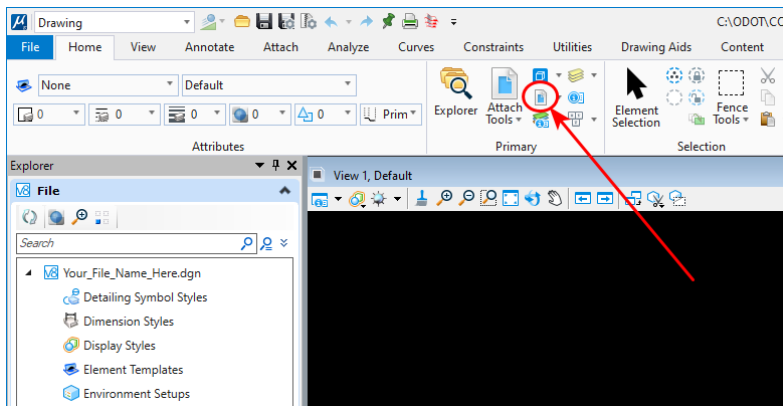 Drawing
C:\ODOT\CO
File Home View Annotate Attach Analyze Curves Constraints Utilities Drawing Aids Content
None Default
0 0 0 0 0 Prim
Explorer Attach Tools Element Selection Fence Tools
Attributes Primary Selection
Explorer
View 1, Default
File
Search
Your_File_Name_Here.dgn
Detailing Symbol Styles
Dimension Styles
Display Styles
Element Templates
Environment Setups